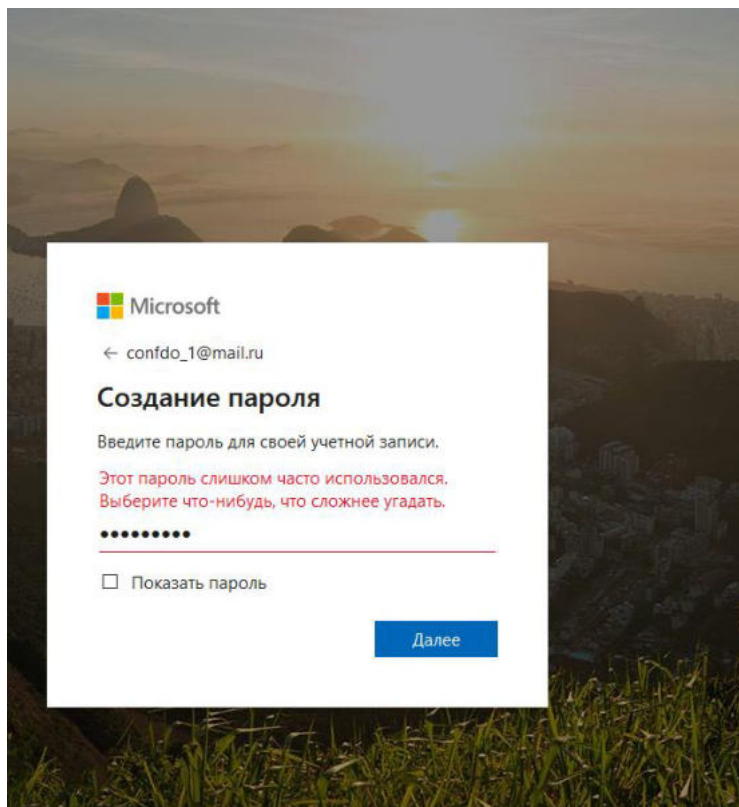 Microsoft
← confdo_1@mail.ru
Создание пароля
Введите пароль для своей учетной записи.
Этот пароль слишком часто использовался.
Выберите что-нибудь, что сложнее угадать.
•••••••••
Показать пароль
Далее